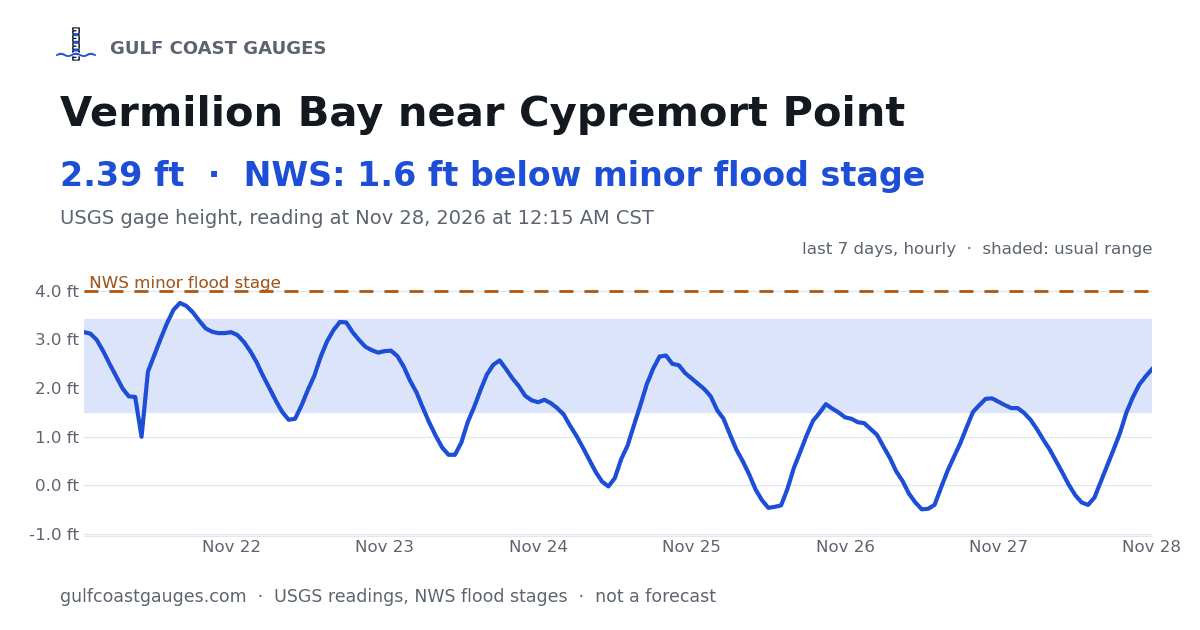 GULF COAST GAUGES
Vermilion Bay near Cypremort Point
2.39 ft · NWS: 1.6 ft below minor flood stage
USGS gage height, reading at Nov 28, 2026 at 12:15 AM CST
last 7 days, hourly · shaded: usual range
NWS minor flood stage
4.0 ft
3.0 ft
2.0 ft
1.0 ft
0.0 ft
-1.0 ft
Nov 22 Nov 23 Nov 24 Nov 25 Nov 26 Nov 27 Nov 28
gulfcoastgauges.com · USGS readings, NWS flood stages · not a forecast